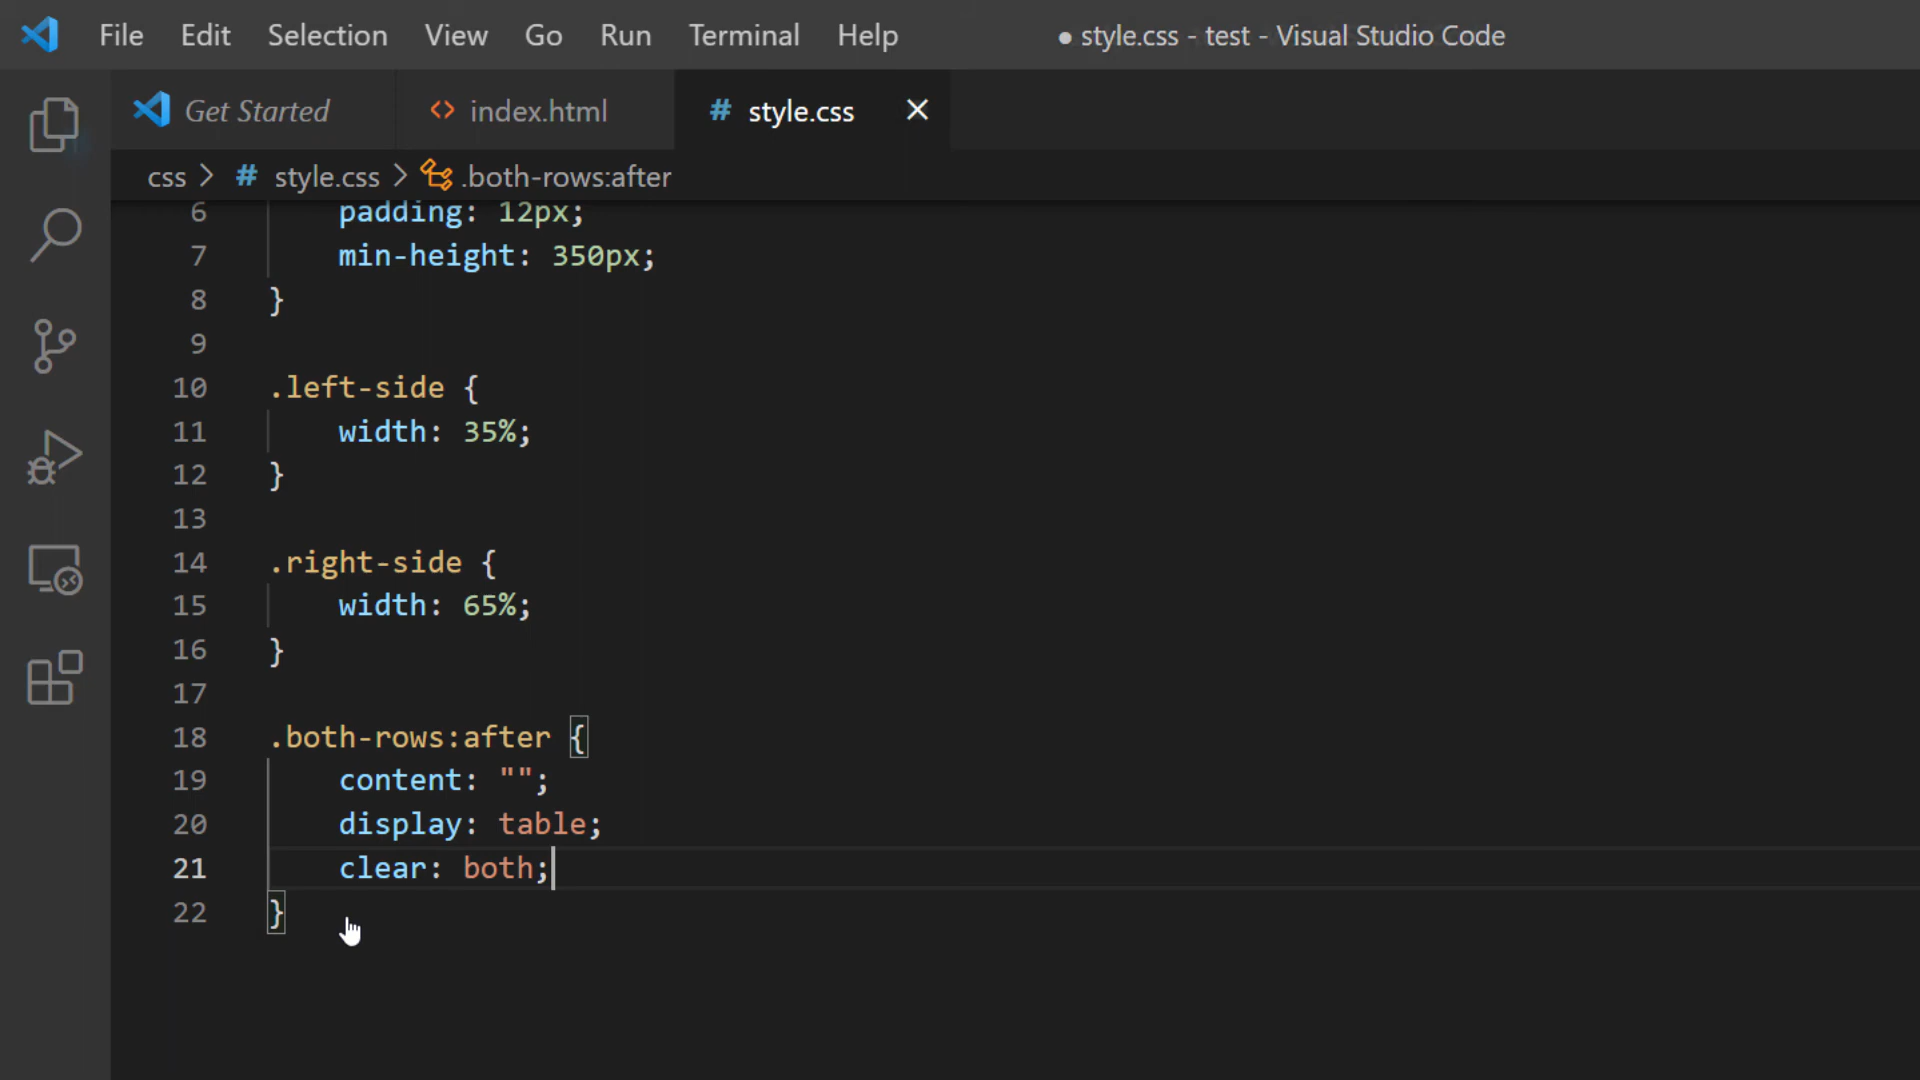 File Edit Selection View Go Run Terminal Help ● style.css - test - Visual Studio Code
Get Started index.html # style.css
css > # style.css > .both-rows:after
6 padding: 12px;
7 min-height: 350px;
8 }
9
10 .left-side {
11 width: 35%;
12 }
13
14 .right-side {
15 width: 65%;
16 }
17
18 .both-rows:after {
19 content: "";
20 display: table;
21 clear: both;
22 }